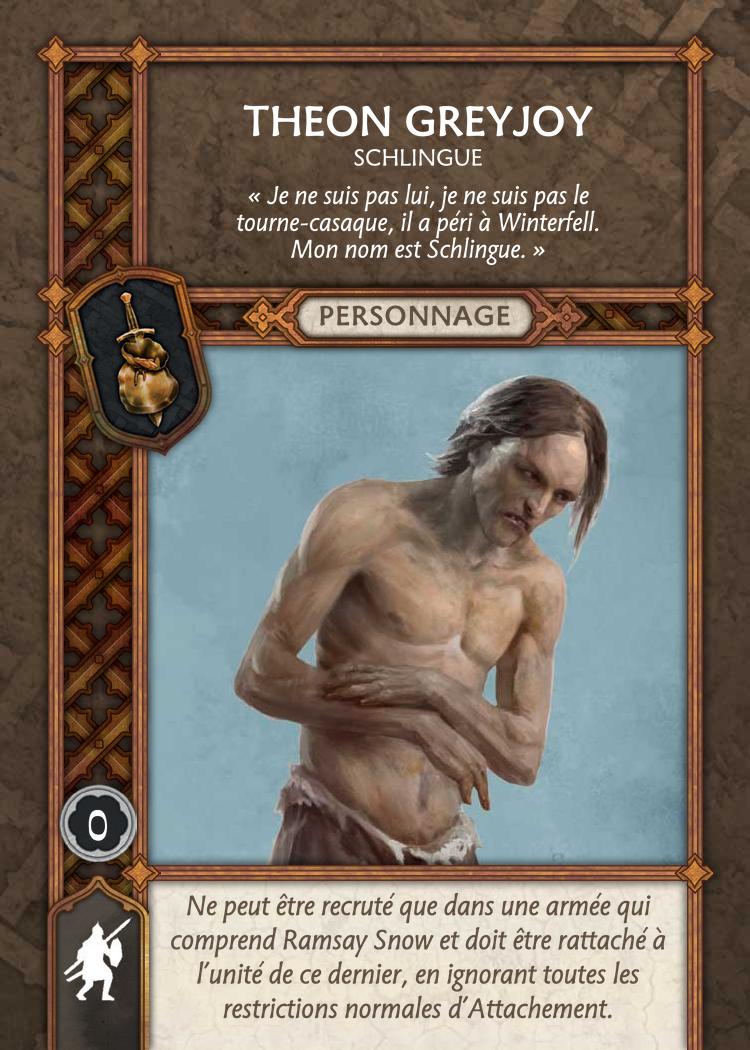 THEON GREYJOY
SCHLINGUE
« Je ne suis pas lui, je ne suis pas le
tourne-casaque, il a péri à Winterfell.
Mon nom est Schlingue. »
PERSONNAGE
0
Ne peut être recruté que dans une armée qui
comprend Ramsay Snow et doit être rattaché à
l'unité de ce dernier, en ignorant toutes les
restrictions normales d'Attachement.